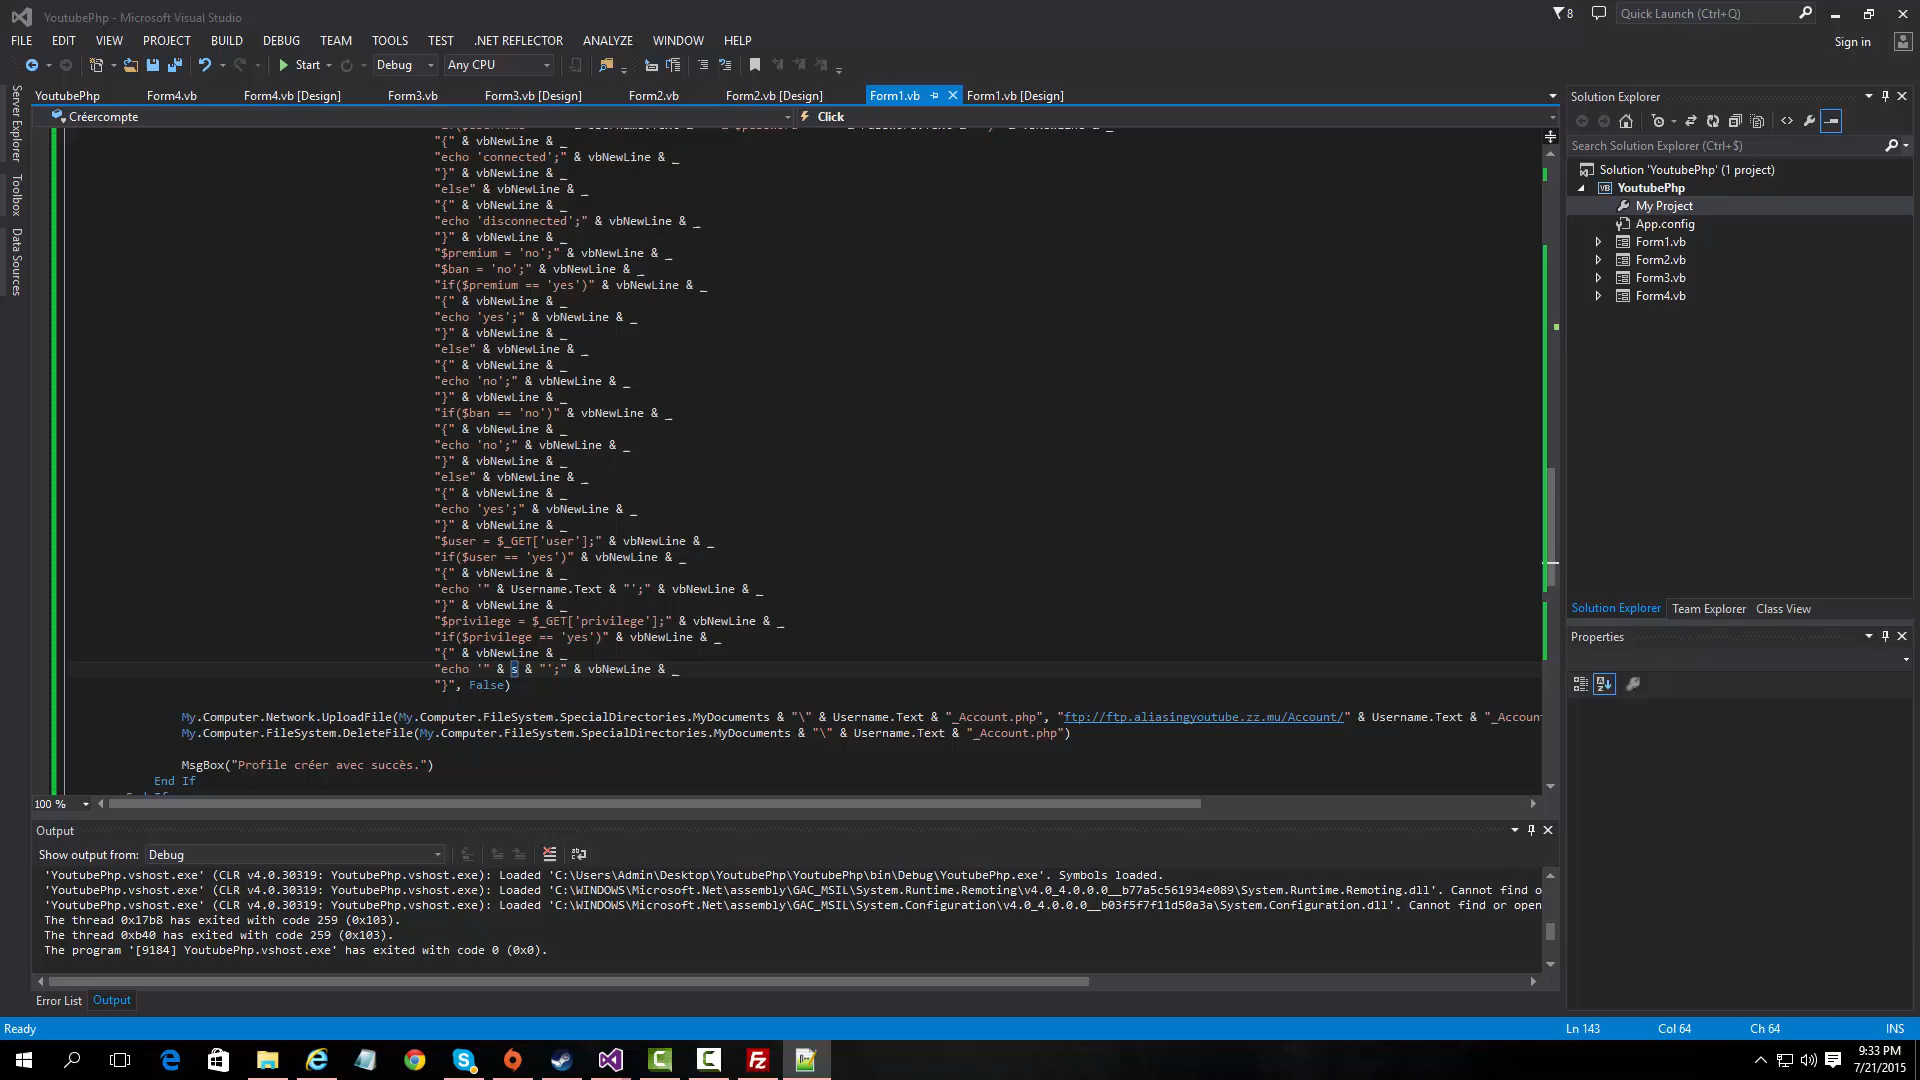 YoutubePhp - Microsoft Visual Studio
8
Quick Launch (Ctrl+Q)
FILE EDIT VIEW PROJECT BUILD DEBUG TEAM TOOLS TEST .NET REFLECTOR ANALYZE WINDOW HELP
Sign in
Start Debug Any CPU
YoutubePhp Form4.vb Form4.vb [Design] Form3.vb Form3.vb [Design] Form2.vb Form2.vb [Design] Form1.vb Form1.vb [Design]
Server Explorer
Toolbox
Data Sources
Créercompte
Click
"{" & vbNewLine & _
"echo 'connected';" & vbNewLine & _
"}" & vbNewLine & _
"else" & vbNewLine & _
"{" & vbNewLine & _
"echo 'disconnected';" & vbNewLine & _
"}" & vbNewLine & _
"$premium = 'no';" & vbNewLine & _
"$ban = 'no';" & vbNewLine & _
"if($premium == 'yes')" & vbNewLine & _
"{" & vbNewLine & _
"echo 'yes';" & vbNewLine & _
"}" & vbNewLine & _
"else" & vbNewLine & _
"{" & vbNewLine & _
"echo 'no';" & vbNewLine & _
"}" & vbNewLine & _
"if($ban == 'no')" & vbNewLine & _
"{" & vbNewLine & _
"echo 'no';" & vbNewLine & _
"}" & vbNewLine & _
"else" & vbNewLine & _
"{" & vbNewLine & _
"echo 'yes';" & vbNewLine & _
"}" & vbNewLine & _
"$user = $_GET['user'];" & vbNewLine & _
"if($user == 'yes')" & vbNewLine & _
"{" & vbNewLine & _
"echo '" & Username.Text & "';" & vbNewLine & _
"}" & vbNewLine & _
"$privilege = $_GET['privilege'];" & vbNewLine & _
"if($privilege == 'yes')" & vbNewLine & _
"{" & vbNewLine & _
"echo '" & s & "';" & vbNewLine & _
"}", False)
My.Computer.Network.UploadFile(My.Computer.FileSystem.SpecialDirectories.MyDocuments & "\" & Username.Text & "_Account.php", "ftp://ftp.aliasingyoutube.zz.mu/Account/" & Username.Text & "_Accoun
My.Computer.FileSystem.DeleteFile(My.Computer.FileSystem.SpecialDirectories.MyDocuments & "\" & Username.Text & "_Account.php")
MsgBox("Profile créer avec succès.")
End If
100 %
Solution Explorer
Search Solution Explorer (Ctrl+$)
Solution 'YoutubePhp' (1 project)
YoutubePhp
My Project
App.config
Form1.vb
Form2.vb
Form3.vb
Form4.vb
Solution Explorer Team Explorer Class View
Properties
Output
Show output from: Debug
'YoutubePhp.vshost.exe' (CLR v4.0.30319: YoutubePhp.vshost.exe): Loaded 'C:\Users\Admin\Desktop\YoutubePhp\YoutubePhp\bin\Debug\YoutubePhp.exe'. Symbols loaded.
'YoutubePhp.vshost.exe' (CLR v4.0.30319: YoutubePhp.vshost.exe): Loaded 'C:\WINDOWS\Microsoft.Net\assembly\GAC_MSIL\System.Runtime.Remoting\v4.0_4.0.0.0__b77a5c561934e089\System.Runtime.Remoting.dll'. Cannot find o
'YoutubePhp.vshost.exe' (CLR v4.0.30319: YoutubePhp.vshost.exe): Loaded 'C:\WINDOWS\Microsoft.Net\assembly\GAC_MSIL\System.Configuration\v4.0_4.0.0.0__b03f5f7f11d50a3a\System.Configuration.dll'. Cannot find or open
The thread 0x17b8 has exited with code 259 (0x103).
The thread 0xb40 has exited with code 259 (0x103).
The program '[9184] YoutubePhp.vshost.exe' has exited with code 0 (0x0).
Error List Output
Ready
Ln 143 Col 64 Ch 64 INS
9:33 PM
7/21/2015